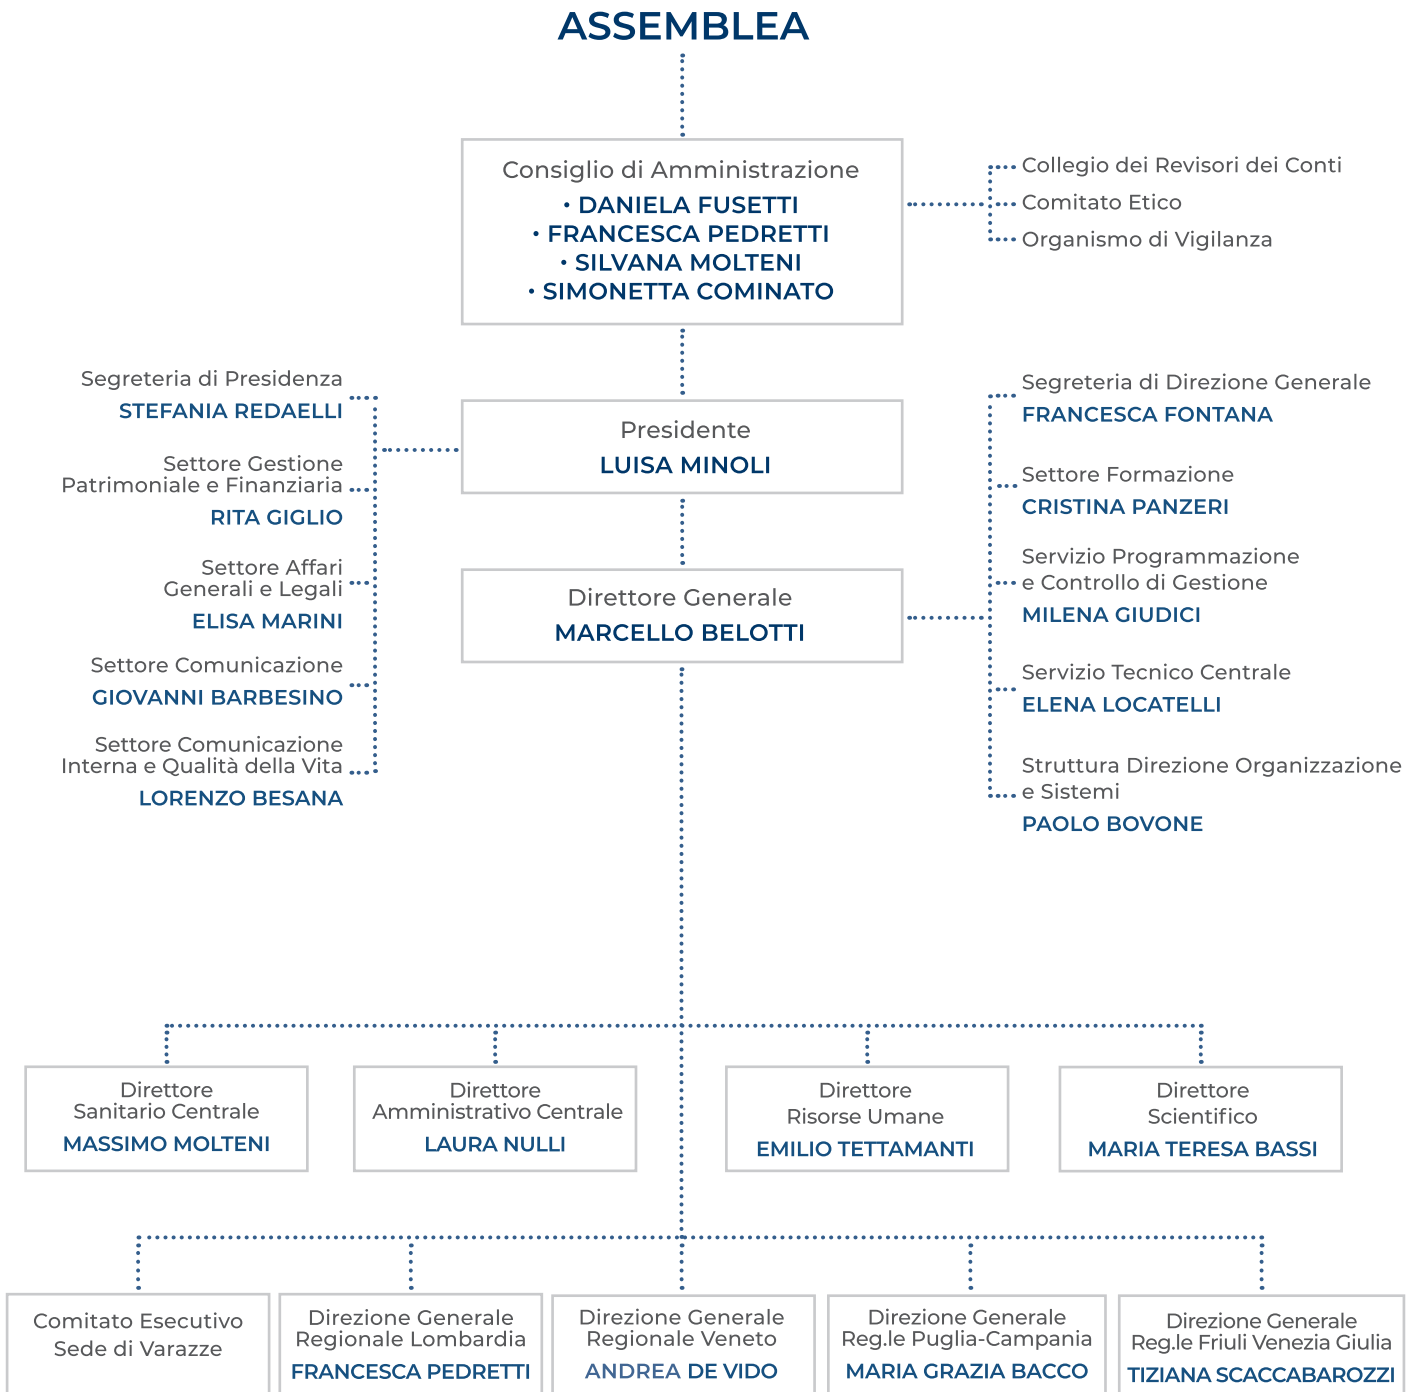 ASSEMBLEA
Consiglio di Amministrazione
• DANIELA FUSETTI
• FRANCESCA PEDRETTI
• SILVANA MOLTENI
• SIMONETTA COMINATO
Collegio dei Revisori dei Conti
Comitato Etico
Organismo di Vigilanza
Presidente
LUISA MINOLI
Segreteria di Presidenza
STEFANIA REDAELLI
Settore Gestione
Patrimoniale e Finanziaria
RITA GIGLIO
Settore Affari
Generali e Legali
ELISA MARINI
Settore Comunicazione
GIOVANNI BARBESINO
Settore Comunicazione
Interna e Qualità della Vita
LORENZO BESANA
Direttore Generale
MARCELLO BELOTTI
Segreteria di Direzione Generale
FRANCESCA FONTANA
Settore Formazione
CRISTINA PANZERI
Servizio Programmazione
e Controllo di Gestione
MILENA GIUDICI
Servizio Tecnico Centrale
ELENA LOCATELLI
Struttura Direzione Organizzazione
e Sistemi
PAOLO BOVONE
Direttore
Sanitario Centrale
MASSIMO MOLTENI
Direttore
Amministrativo Centrale
LAURA NULLI
Direttore
Risorse Umane
EMILIO TETTAMANTI
Direttore
Scientifico
MARIA TERESA BASSI
Comitato Esecutivo
Sede di Varazze
Direzione Generale
Regionale Lombardia
FRANCESCA PEDRETTI
Direzione Generale
Regionale Veneto
ANDREA DE VIDO
Direzione Generale
Reg.le Puglia-Campania
MARIA GRAZIA BACCO
Direzione Generale
Reg.le Friuli Venezia Giulia
TIZIANA SCACCABAROZZI